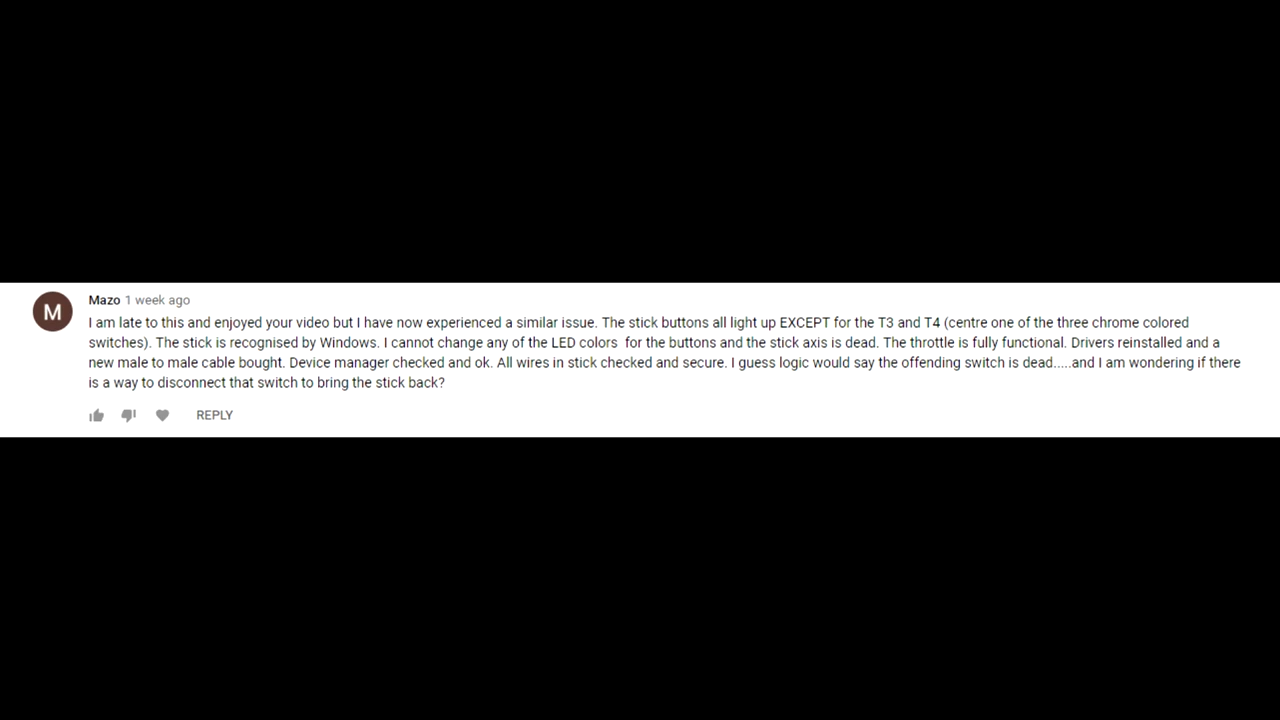 M
Mazo 1 week ago
I am late to this and enjoyed your video but I have now experienced a similar issue. The stick buttons all light up EXCEPT for the T3 and T4 (centre one of the three chrome colored
switches). The stick is recognised by Windows. I cannot change any of the LED colors  for the buttons and the stick axis is dead. The throttle is fully functional. Drivers reinstalled and a
new male to male cable bought. Device manager checked and ok. All wires in stick checked and secure. I guess logic would say the offending switch is dead.....and I am wondering if there
is a way to disconnect that switch to bring the stick back?
REPLY